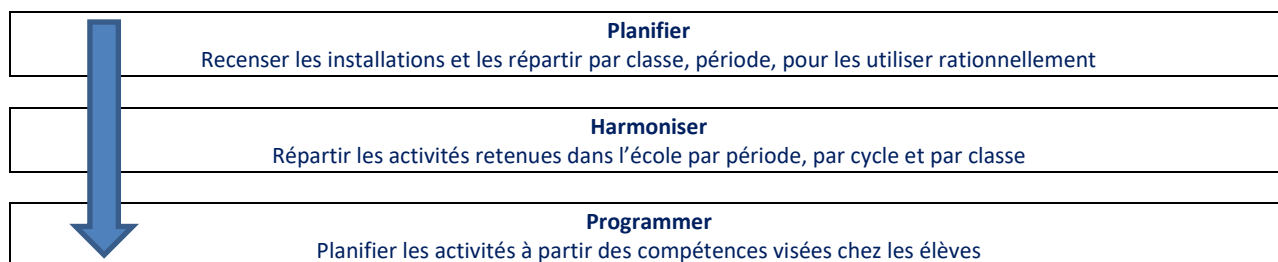 Planifier
Recenser les installations et les répartir par classe, période, pour les utiliser rationnellement
Harmoniser
Répartir les activités retenues dans l’école par période, par cycle et par classe
Programmer
Planifier les activités à partir des compétences visées chez les élèves